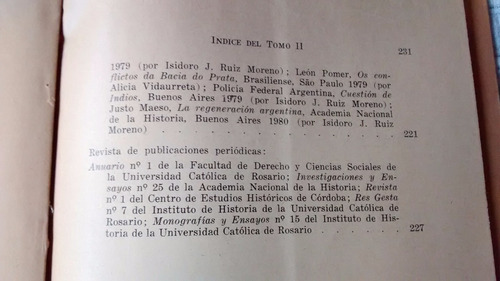 INDICE DEL TOMO II 231
1979 (por Isidoro J. Ruiz Moreno); León Pomer, Os con-
flictos da Bacia do Prata, Brasiliense, São Paulo 1979 (por
Alicia Vidaurreta); Policía Federal Argentina, Cuestión de
Indios, Buenos Aires 1979 (por Isidoro J. Ruiz Moreno);
Justo Maeso, La regeneración argentina, Academia Nacional
de la Historia, Buenos Aires 1980 (por Isidoro J. Ruiz
Moreno) . . . . . . . . . . . . . . . 221
Revista de publicaciones periódicas:
Anuario nº 1 de la Facultad de Derecho y Ciencias Sociales de
la Universidad Católica de Rosario; Investigaciones y En-
sayos nº 25 de la Academia Nacional de la Historia; Revista
nº 1 del Centro de Estudios Históricos de Córdoba; Res Gesta
nº 7 del Instituto de Historia de la Universidad Católica de
Rosario; Monografías y Ensayos nº 15 del Instituto de His-
toria de la Universidad Católica de Rosario . . . . . . 227